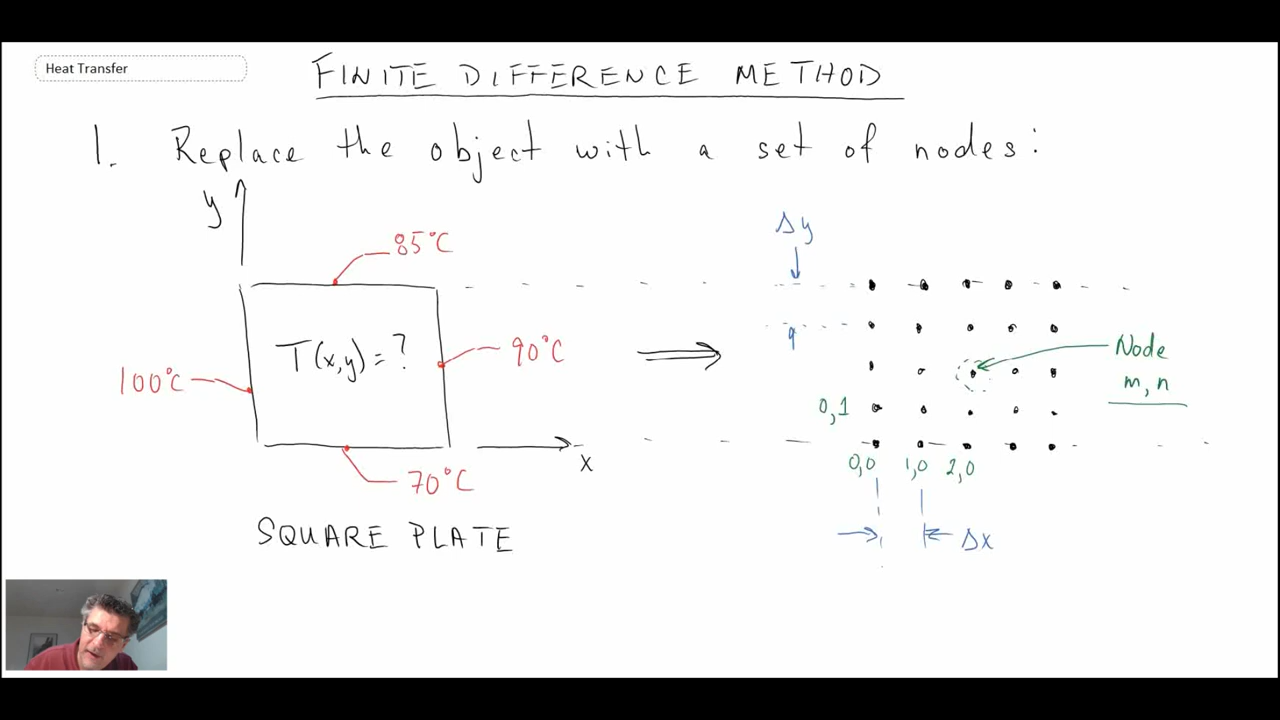 Heat Transfer
FINITE DIFFERENCE METHOD
1. Replace the object with a set of nodes:
y
85°C
T(x,y) = ?
90°C
100°C
70°C
x
SQUARE PLATE
Δy
Node
m, n
0,1
0,0 1,0 2,0
Δx